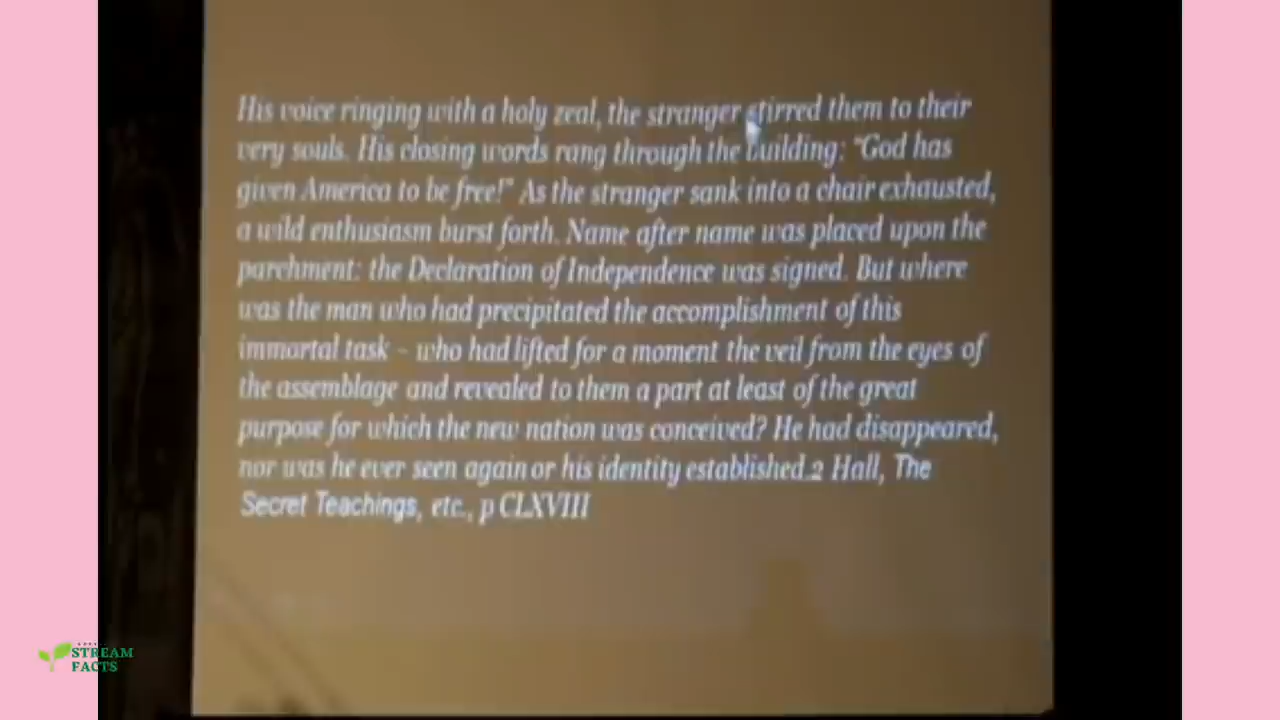 His voice ringing with a holy zeal, the stranger stirred them to their
very souls. His closing words rang through the building: "God has
given America to be free!" As the stranger sank into a chair exhausted,
a wild enthusiasm burst forth. Name after name was placed upon the
parchment: the Declaration of Independence was signed. But where
was the man who had precipitated the accomplishment of this
immortal task - who had lifted for a moment the veil from the eyes of
the assemblage and revealed to them a part at least of the great
purpose for which the new nation was conceived? He had disappeared,
nor was he ever seen again or his identity established.2 Hall, The
Secret Teachings, etc., p CLXVIII
STREAM
FACTS